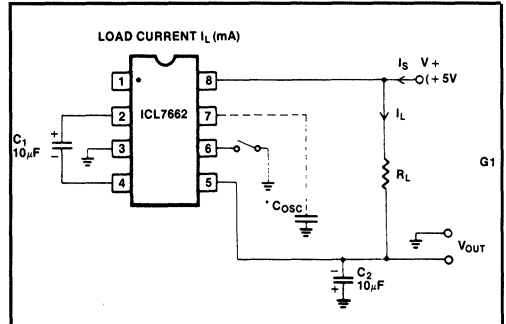 LOAD CURRENT IL (mA)
1
8
2
ICL7662
7
3
6
4
5
IS V +
(+ 5V
IL
C1
10µF
+
−
RL
G1
* COSC
VOUT
−
C2
10µF
+